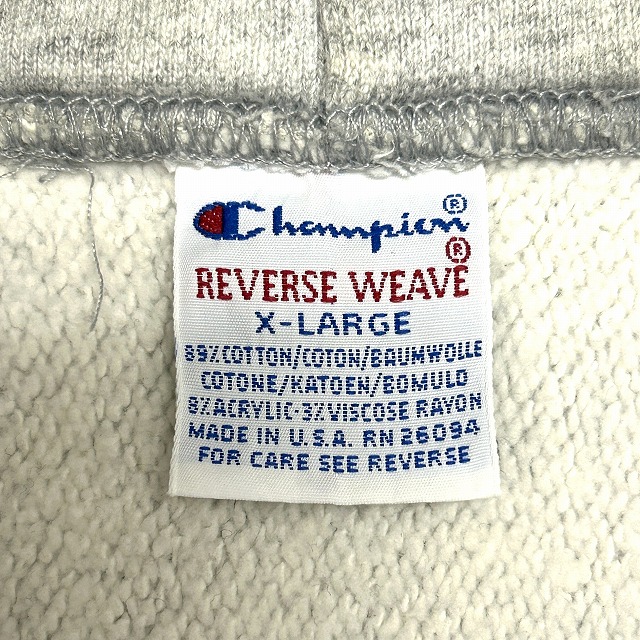 Champion®
REVERSE WEAVE®
X-LARGE
89% COTTON/COTON/BAUMWOLLE
COTONE/KATOEN/BOMULD
8% ACRYLIC-3% VISCOSE RAYON
MADE IN U.S.A. RN 26094
FOR CARE SEE REVERSE